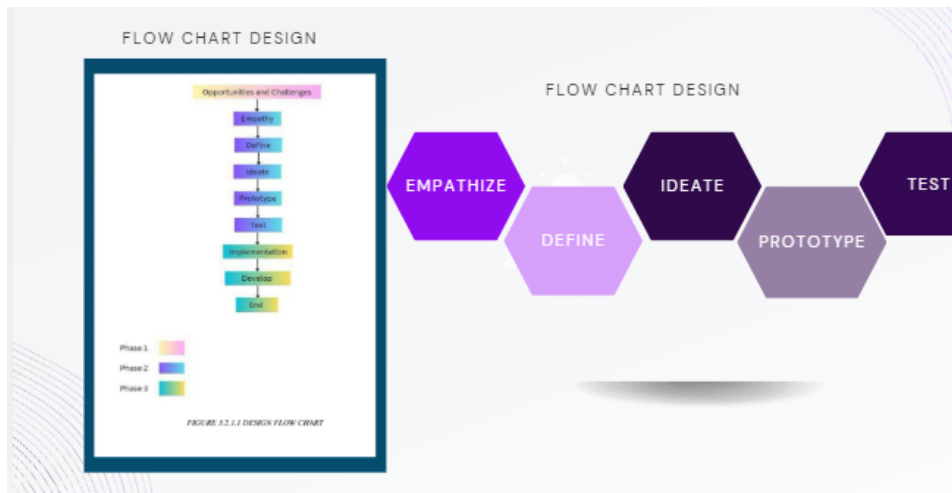 FLOW CHART DESIGN
Opportunities and Challenges
Empathy
Define
Ideate
Prototype
Test
Implementation
Develop
End
Phase 1
Phase 2
Phase 3
FIGURE 3.2.1.1 DESIGN FLOW CHART
FLOW CHART DESIGN
EMPATHIZE
DEFINE
IDEATE
PROTOTYPE
TEST